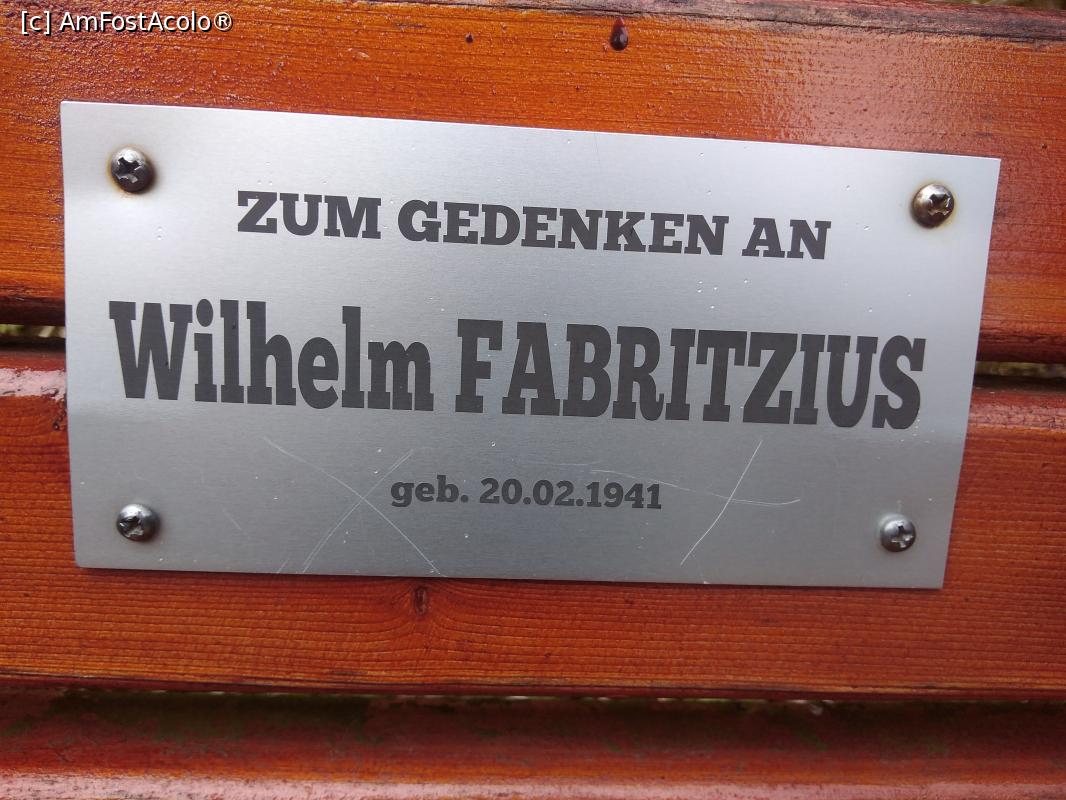 [c] AmFostAcolo®
ZUM GEDENKEN AN
Wilhelm FABRITZIUS
geb. 20.02.1941